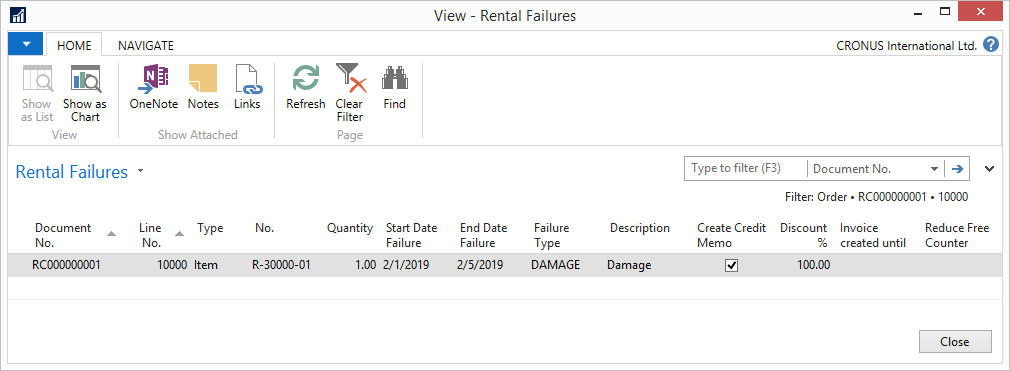 View - Rental Failures
HOME NAVIGATE CRONUS International Ltd. ?
Show as List
Show as Chart
OneNote
Notes
Links
Refresh
Clear Filter
Find
View Show Attached Page
Rental Failures
Type to filter (F3) Document No.
Filter: Order • RC000000001 • 10000
Document No. Line No. Type No. Quantity Start Date Failure End Date Failure Failure Type Description Create Credit Memo Discount % Invoice created until Reduce Free Counter
RC000000001 10000 Item R-30000-01 1.00 2/1/2019 2/5/2019 DAMAGE Damage 100.00
Close